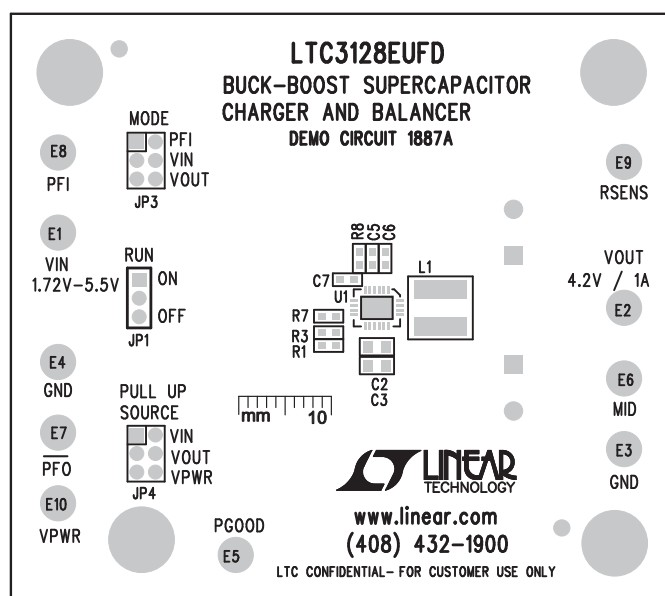 LTC3128EUFD
BUCK-BOOST SUPERCAPACITOR
CHARGER AND BALANCER
DEMO CIRCUIT 1887A
MODE
PFI
VIN
VOUT
JP3
E8
PFI
E9
RSENS
E1
VIN
1.72V-5.5V
RUN
ON
OFF
JP1
R8
C5
C6
C7
U1
L1
R7
R3
R1
C2
C3
VOUT
4.2V / 1A
E2
E4
GND
E6
MID
PULL UP
SOURCE
VIN
VOUT
VPWR
JP4
mm 10
E7
PFO
E3
GND
E10
VPWR
LINEAR
TECHNOLOGY
PGOOD
E5
www.linear.com
(408) 432-1900
LTC CONFIDENTIAL- FOR CUSTOMER USE ONLY